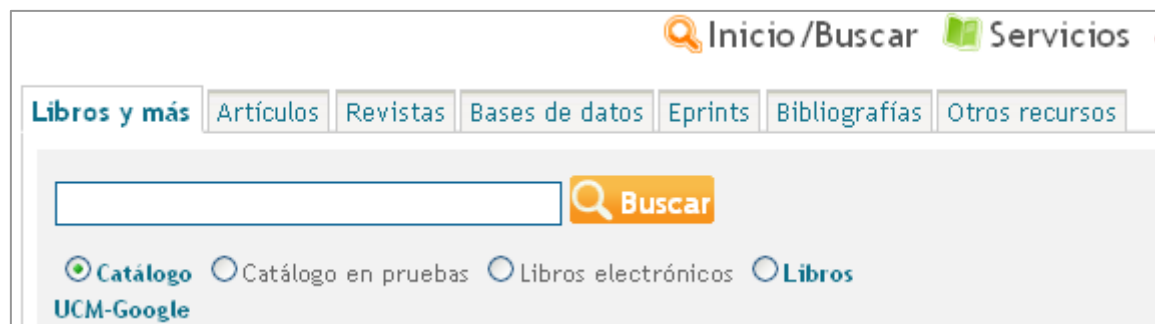 Inicio/Buscar Servicios
Libros y más Artículos Revistas Bases de datos Eprints Bibliografías Otros recursos
Buscar
Catálogo Catálogo en pruebas Libros electrónicos Libros
UCM-Google